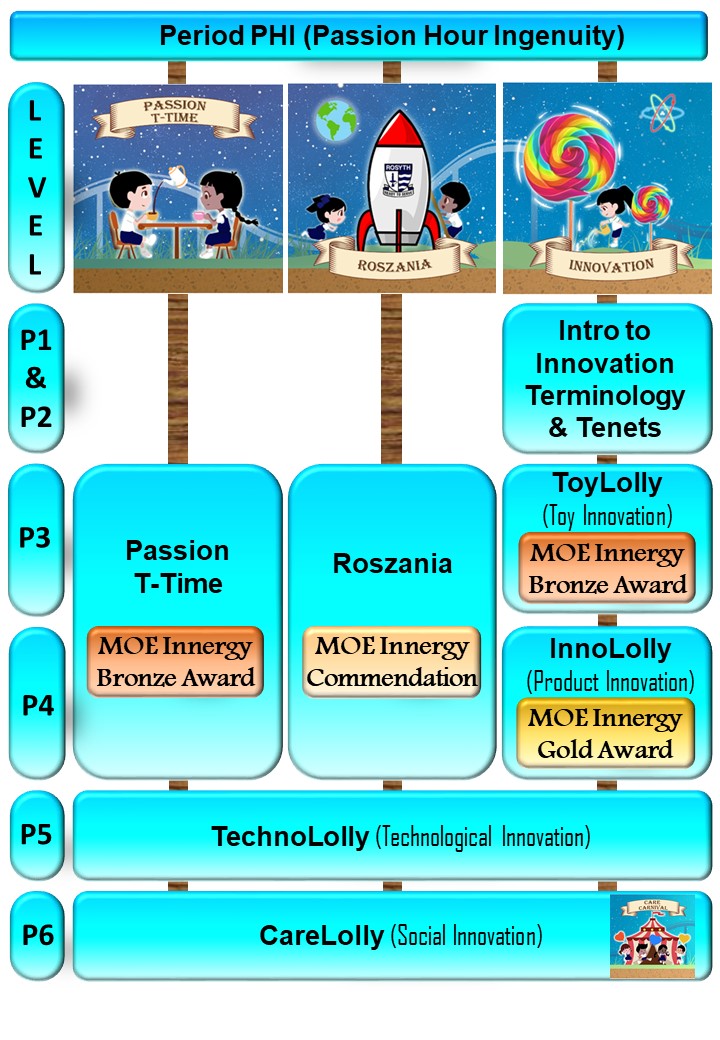 Period PHI (Passion Hour Ingenuity)
L
E
V
E
L
PASSION
T-TIME
ROSYTH
ROSZANIA
INNOVATION
P1
&
P2
Intro to
Innovation
Terminology
& Tenets
P3
Passion
T-Time
MOE Innergy
Bronze Award
Roszania
MOE Innergy
Commendation
ToyLolly
(Toy Innovation)
MOE Innergy
Bronze Award
P4
InnoLolly
(Product Innovation)
MOE Innergy
Gold Award
P5
TechnoLolly (Technological Innovation)
P6
CareLolly (Social Innovation)
CARE
CARNIVAL